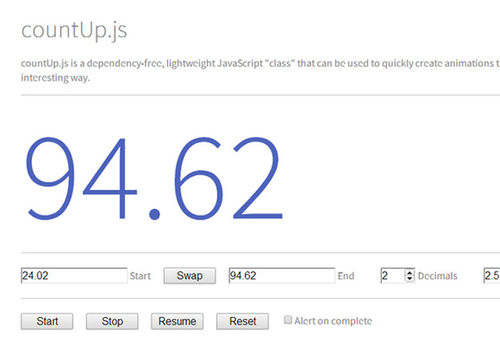 countUp.js
countUp.js is a dependency-free, lightweight JavaScript "class" that can be used to quickly create animations
interesting way.
94.62
24.02 Start Swap 94.62 End 2 Decimals 2.5
Start Stop Resume Reset Alert on complete